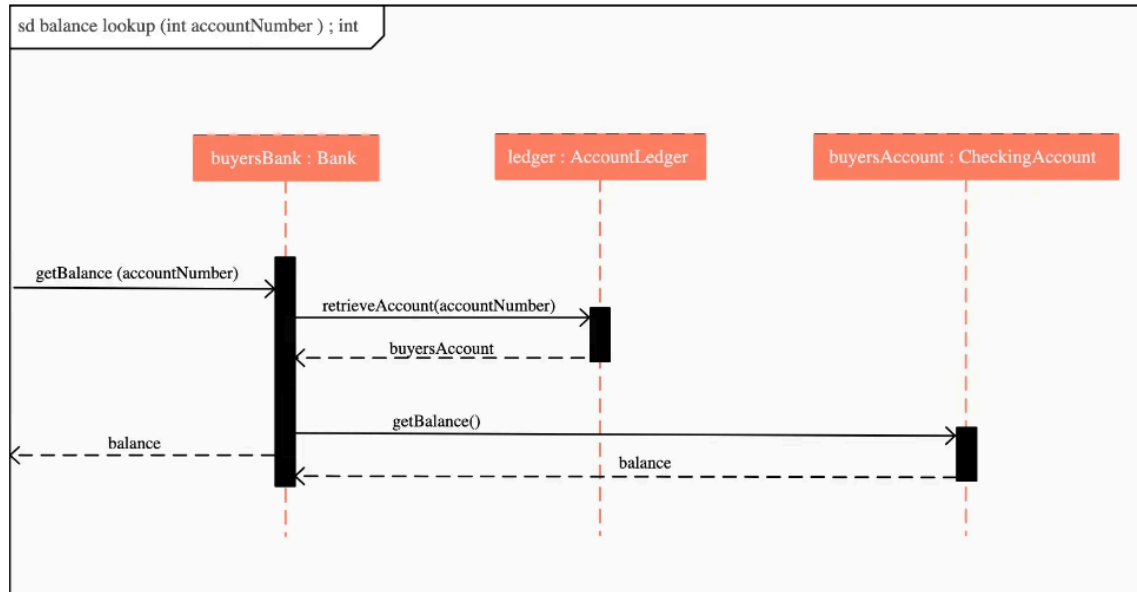 sd balance lookup (int accountNumber ) ; int
buyersBank : Bank
ledger : AccountLedger
buyersAccount : CheckingAccount
getBalance (accountNumber)
retrieveAccount(accountNumber)
buyersAccount
getBalance()
balance
balance